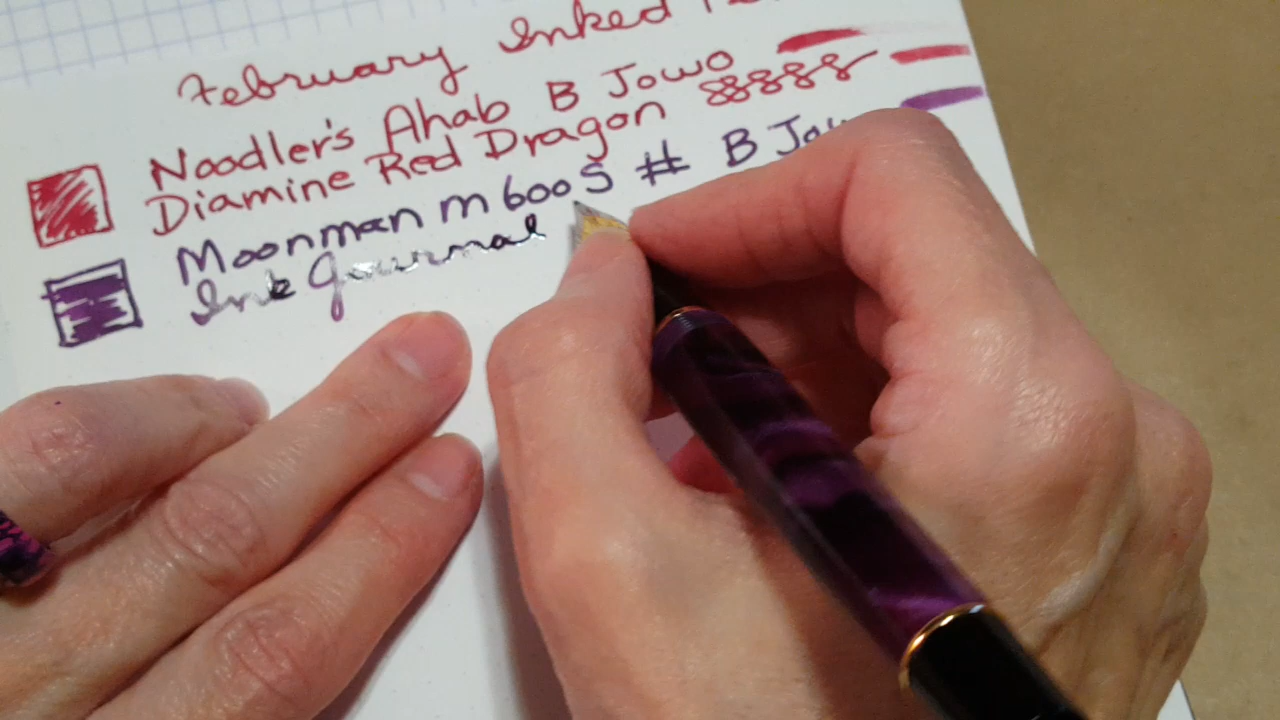 February Inked
Noodler's Ahab B Jowo
Diamine Red Dragon
Moonman M600S # B
Ink Journal